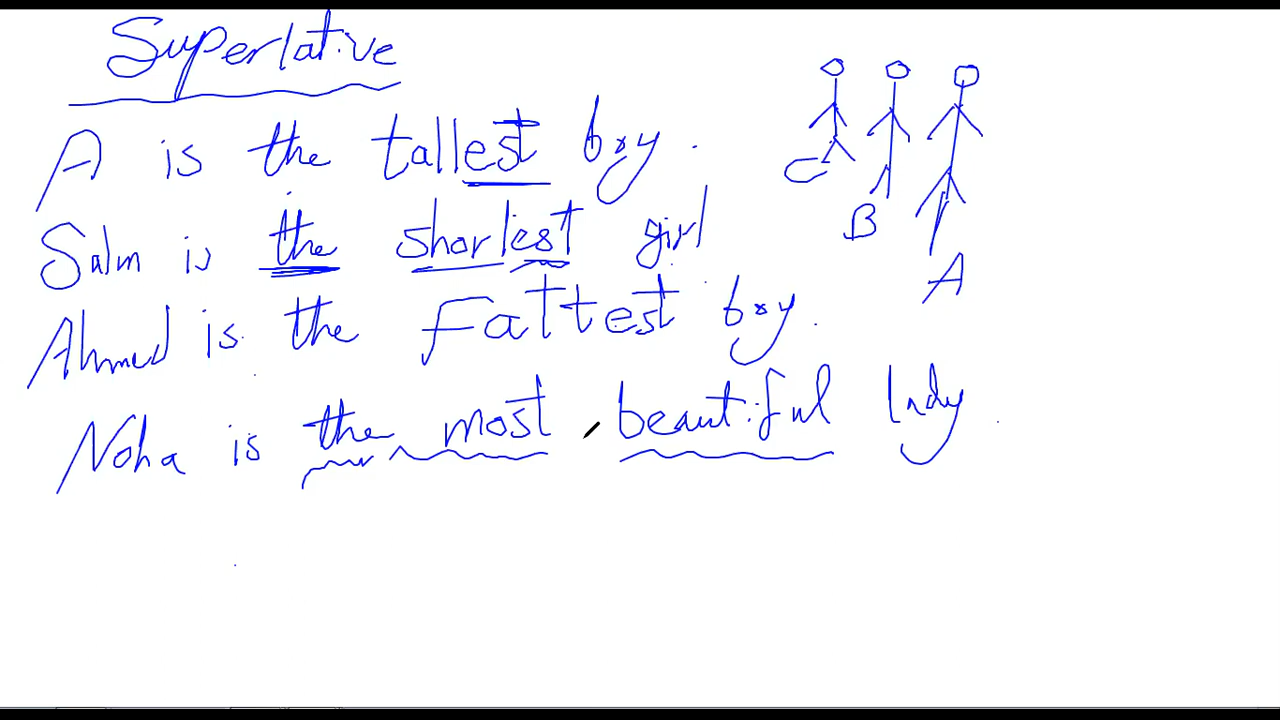 Superlative
A is the tallest boy.
Salm is the shorlest girl
Ahmed is the Fattest boy.
Noha is the most beautiful lady
C
B
A